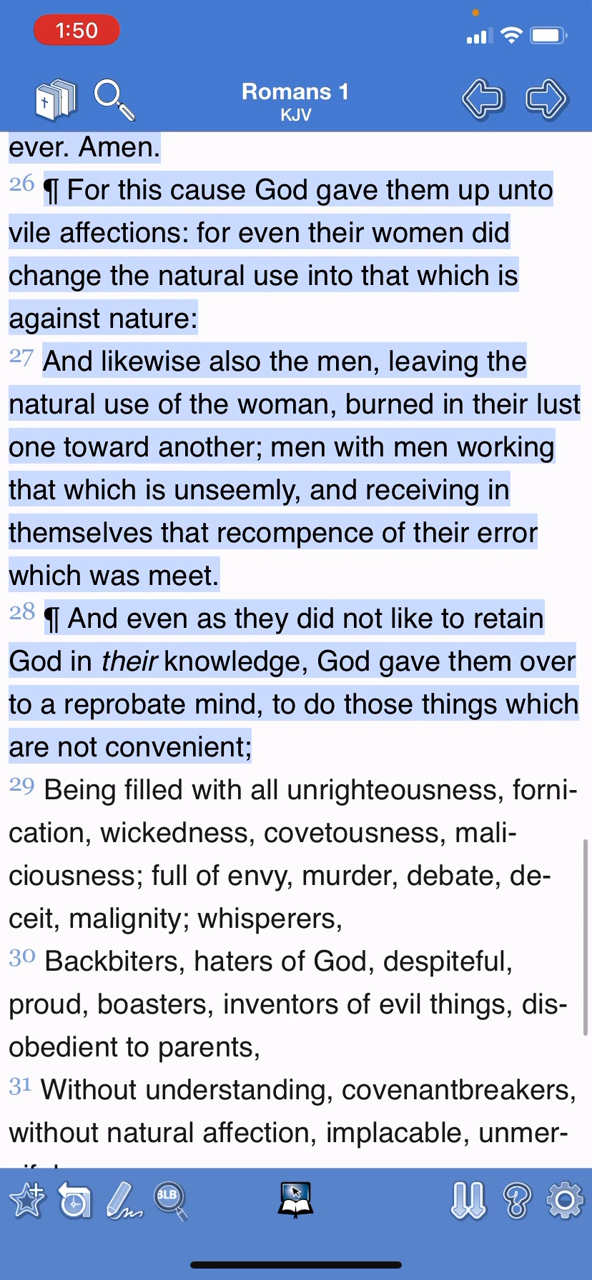 1:50
Romans 1
KJV
ever. Amen.
26 ¶ For this cause God gave them up unto
vile affections: for even their women did
change the natural use into that which is
against nature:
27 And likewise also the men, leaving the
natural use of the woman, burned in their lust
one toward another; men with men working
that which is unseemly, and receiving in
themselves that recompence of their error
which was meet.
28 ¶ And even as they did not like to retain
God in their knowledge, God gave them over
to a reprobate mind, to do those things which
are not convenient;
29 Being filled with all unrighteousness, forni-
cation, wickedness, covetousness, mali-
ciousness; full of envy, murder, debate, de-
ceit, malignity; whisperers,
30 Backbiters, haters of God, despiteful,
proud, boasters, inventors of evil things, dis-
obedient to parents,
31 Without understanding, covenantbreakers,
without natural affection, implacable, unmer-
BLB